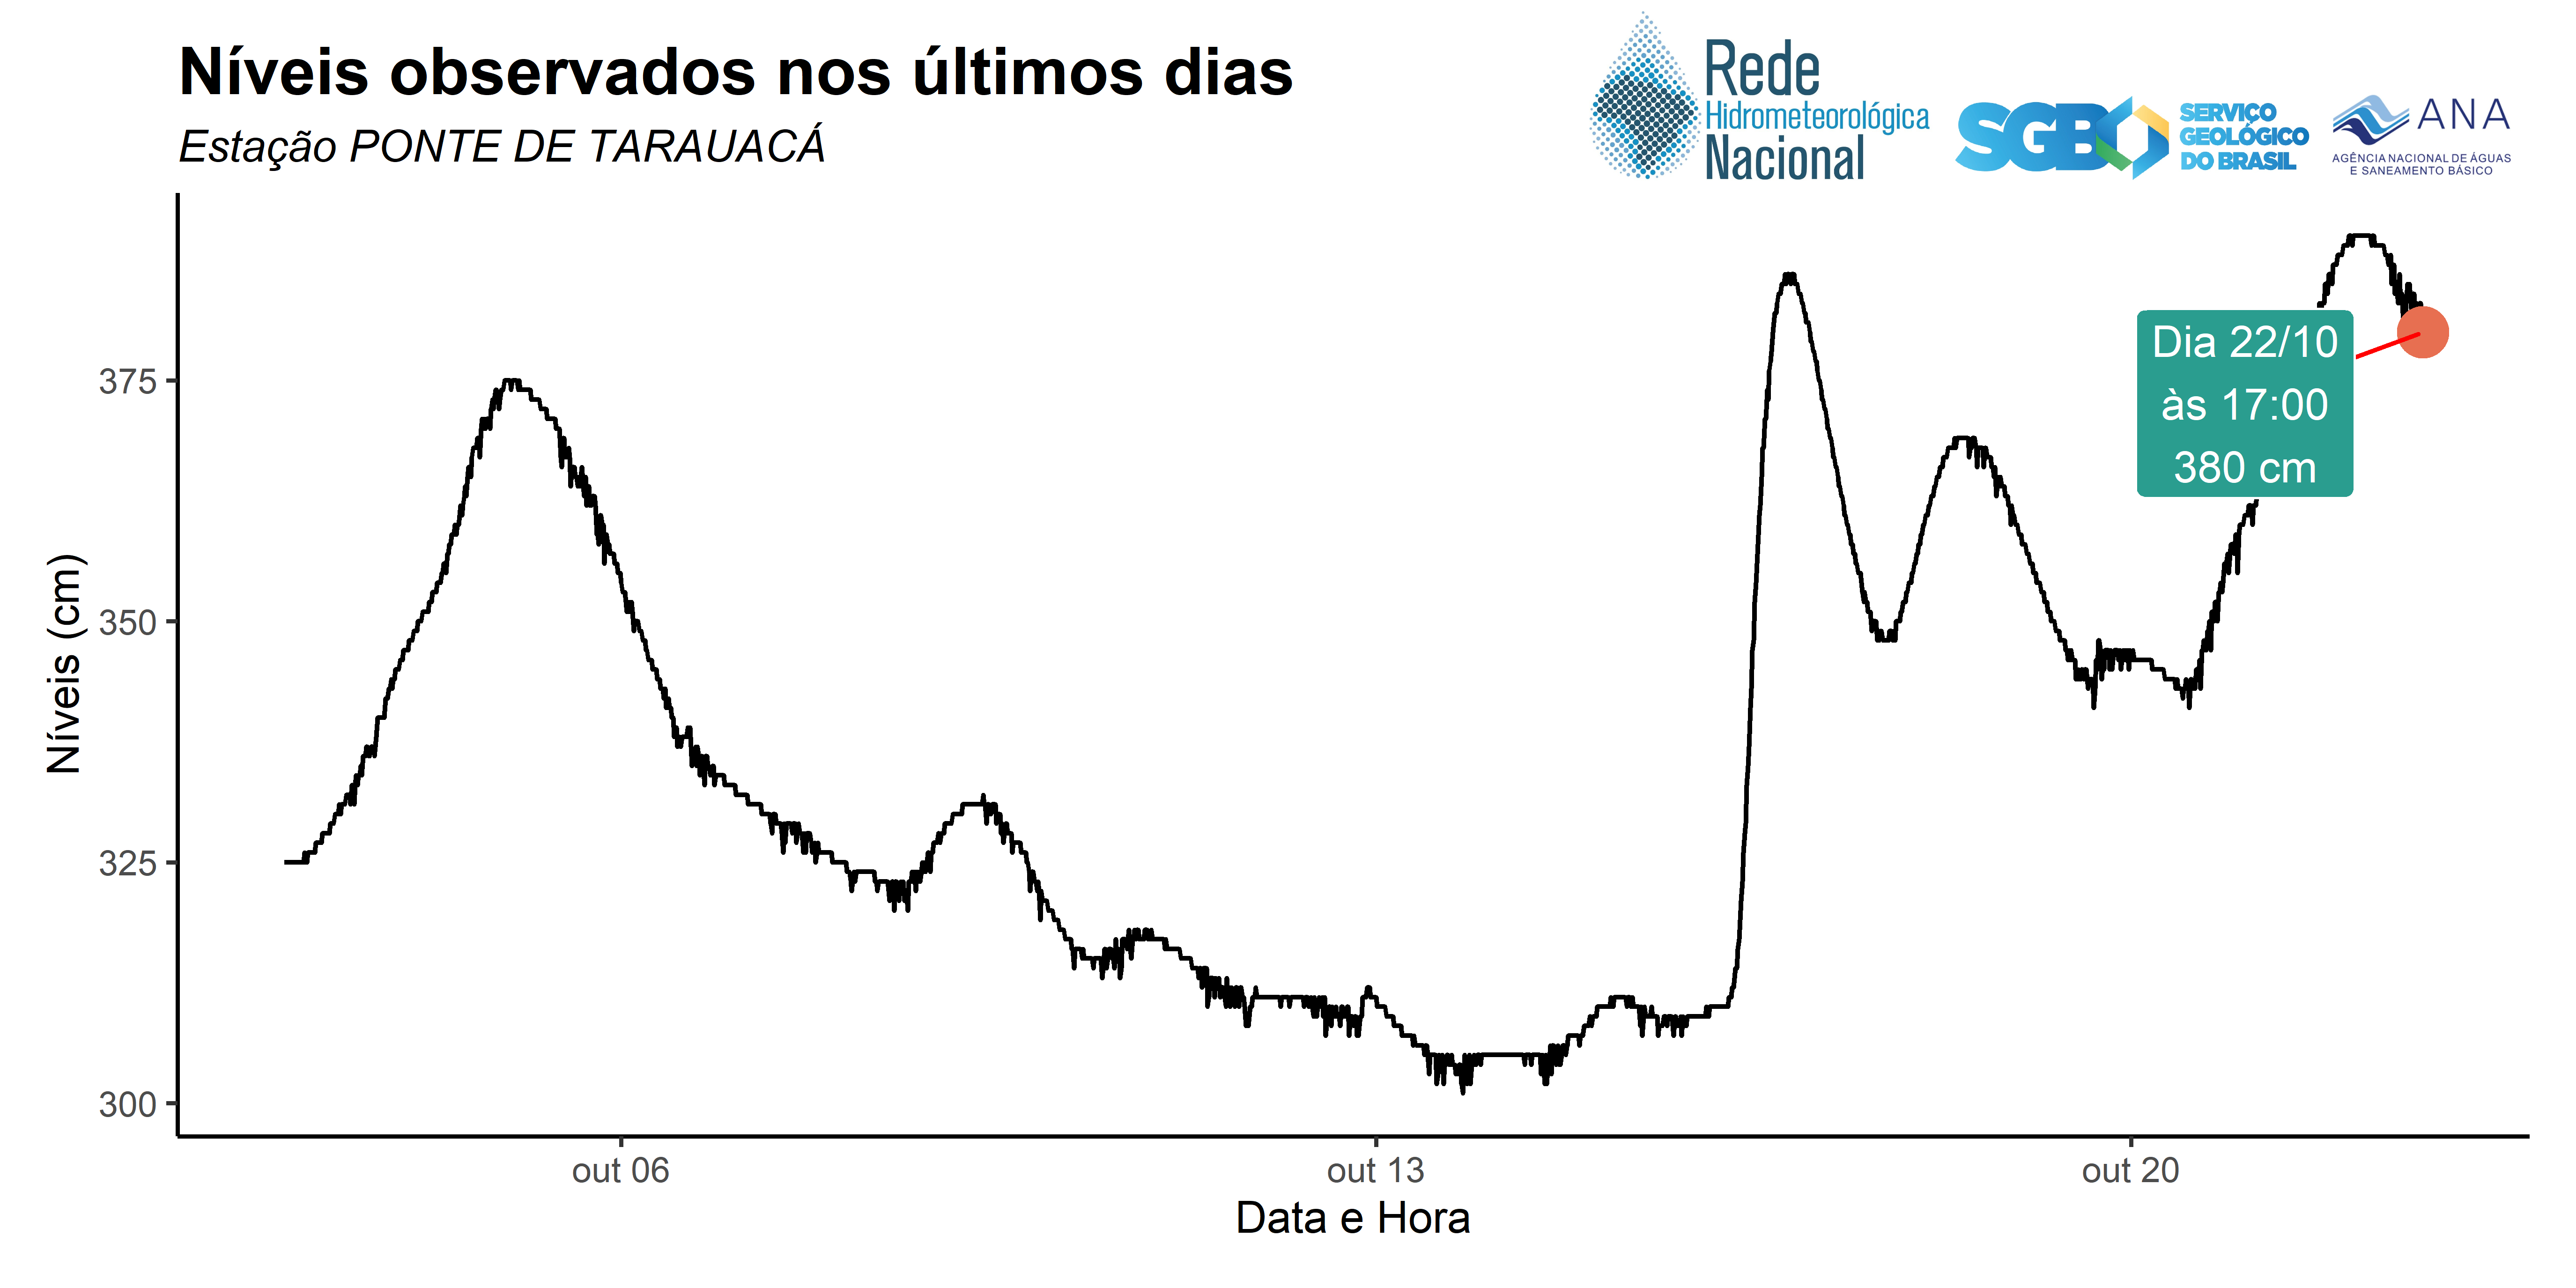 Níveis observados nos últimos dias
Estação PONTE DE TARAUACÁ
Rede
Hidrometeorológica
Nacional
SGB
SERVIÇO
GEOLÓGICO
DO BRASIL
ANA
AGÊNCIA NACIONAL DE ÁGUAS
E SANEAMENTO BÁSICO
Níveis (cm)
375
350
325
300
Dia 22/10
às 17:00
380 cm
out 06
out 13
out 20
Data e Hora